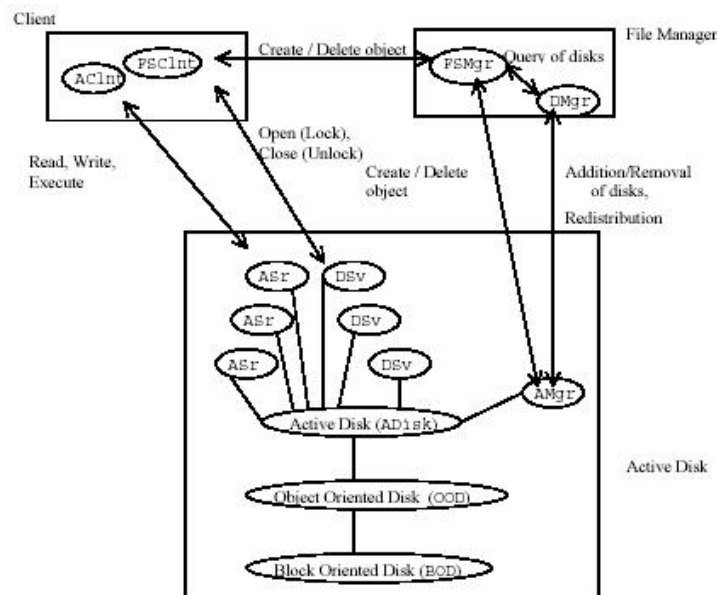 Client
File Manager
Create / Delete object
FSClnt
AClnt
FSMgr
Query of disks
DMgr
Open (Lock),
Close (Unlock)
Read, Write,
Execute
Create / Delete
object
Addition/Removal
of disks,
Redistribution
ASr
DSv
ASr
DSv
ASr
DSv
AMgr
Active Disk (ADisk)
Active Disk
Object Oriented Disk (OOD)
Block Oriented Disk (BOD)